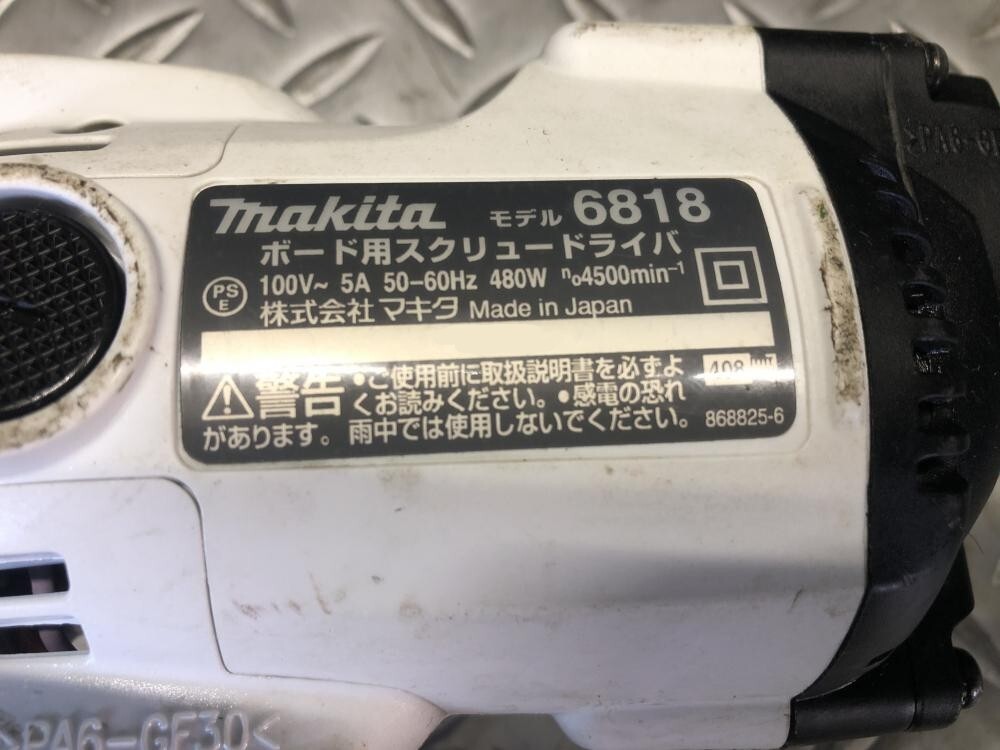 makita モデル 6818
ボード用スクリュードライバ
PS E 100V~ 5A 50-60Hz 480W n₀4500min⁻¹
株式会社 マキタ Made in Japan
警告 •ご使用前に取扱説明書を必ずよ
くお読みください。•感電の恐れ
があります。雨中では使用しないでください。
408
868825-6
>PA6-GF30<
>PA6-G